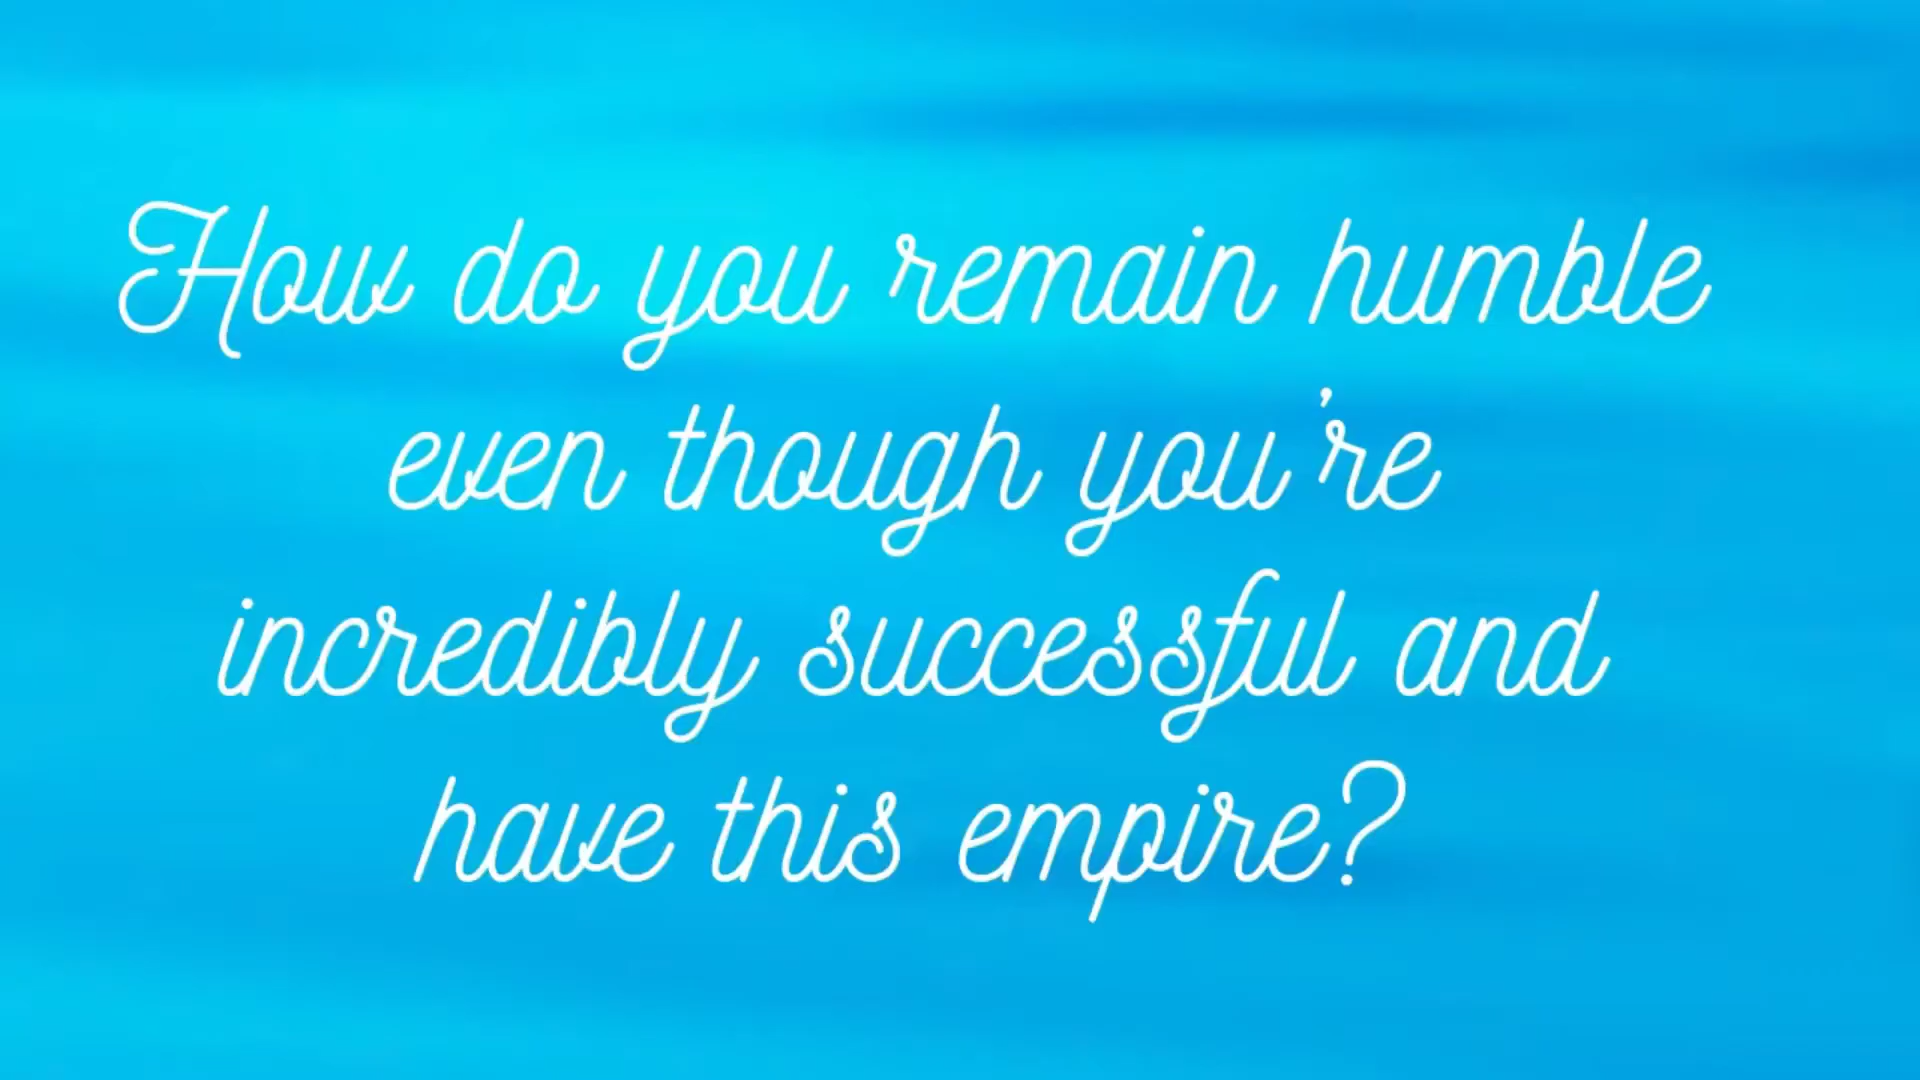 How do you remain humble
even though you're
incredibly successful and
have this empire?